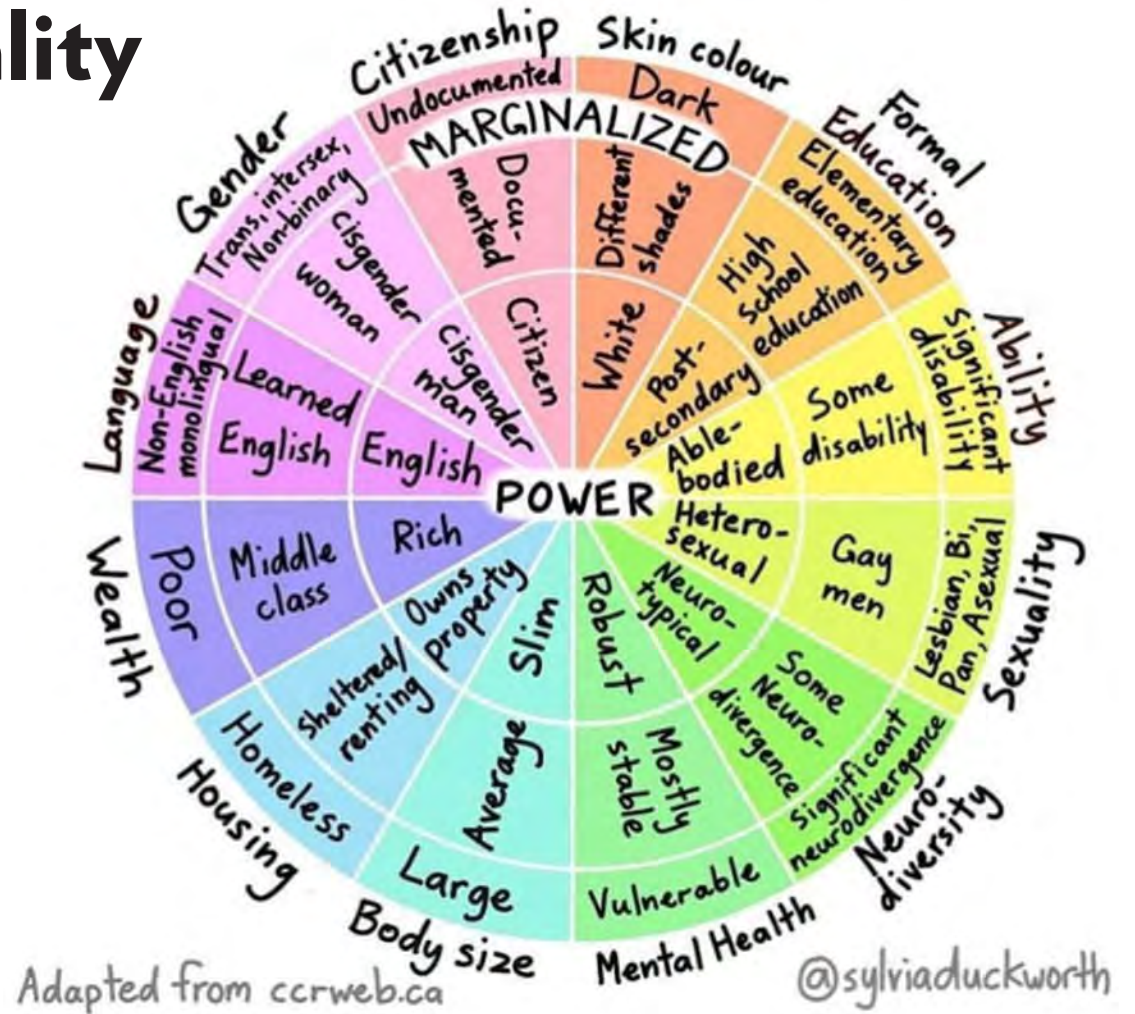 ality
Citizenship
Undocumented
Docu-
mented
Citizen
Skin colour
Dark
Different
shades
White
Formal
Education
Elementary
education
High
school
education
Post-
secondary
Ability
Significant
disability
Some
disability
Able-
bodied
Sexuality
Lesbian, Bi,
Pan, Asexual
Gay
men
Hetero-
sexual
Neuro-
diversity
Significant
neurodivergence
Some
Neuro-
divergence
Neuro-
typical
Mental Health
Vulnerable
Mostly
stable
Robust
Body size
Large
Average
Slim
Housing
Homeless
Sheltered/
renting
Owns
property
Wealth
Poor
Middle
class
Rich
Language
Non-English
monolingual
Learned
English
English
Gender
Trans, intersex,
Non-binary
cisgender
woman
cisgender
man
MARGINALIZED
POWER
Adapted from ccrweb.ca
@sylviaduckworth